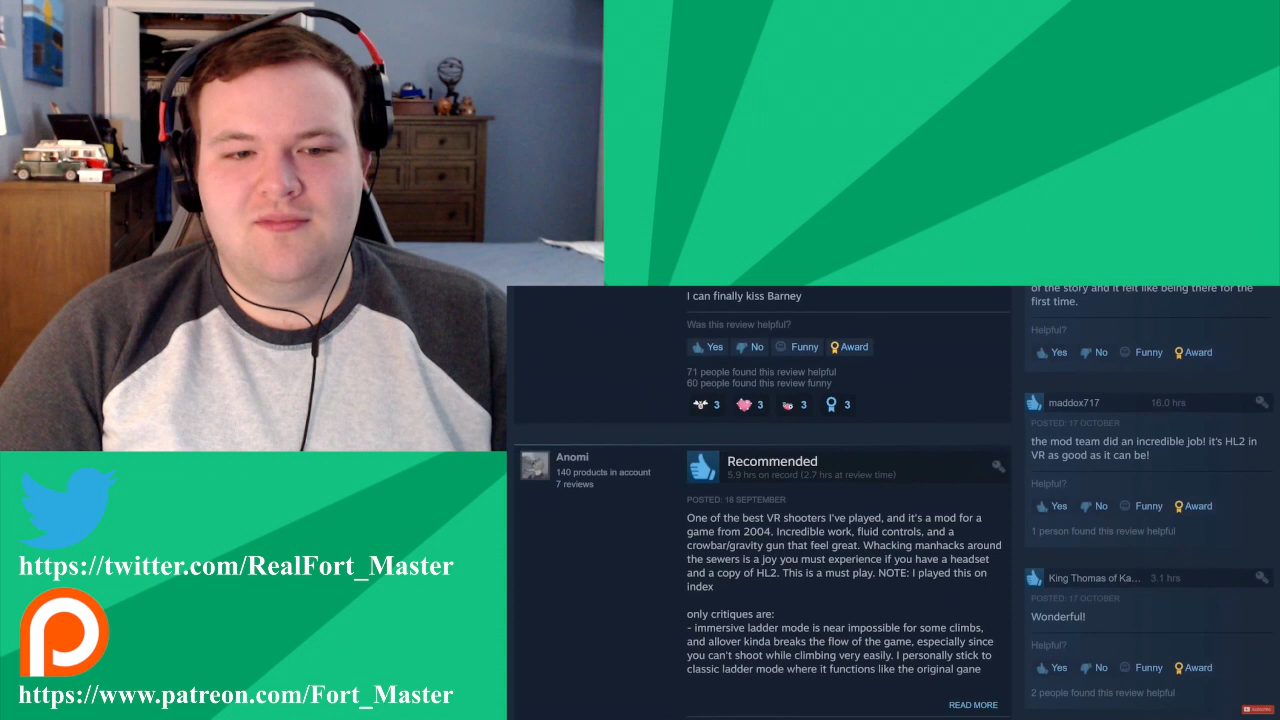 I can finally kiss Barney
Was this review helpful?
Yes No Funny Award
71 people found this review helpful
60 people found this review funny
3 3 3 3
Anomi
140 products in account
7 reviews
Recommended
5.9 hrs on record (2.7 hrs at review time)
POSTED: 18 SEPTEMBER
One of the best VR shooters I've played, and it's a mod for a
game from 2004. Incredible work, fluid controls, and a
crowbar/gravity gun that feel great. Whacking manhacks around
the sewers is a joy you must experience if you have a headset
and a copy of HL2. This is a must play. NOTE: I played this on
index
only critiques are:
- immersive ladder mode is near impossible for some climbs,
and allover kinda breaks the flow of the game, especially since
you can't shoot while climbing very easily. I personally stick to
classic ladder mode where it functions like the original gane
READ MORE
of the story and it felt like being there for the
first time.
Helpful?
Yes No Funny Award
maddox717 16.0 hrs
POSTED: 17 OCTOBER
the mod team did an incredible job! it's HL2 in
VR as good as it can be!
Helpful?
Yes No Funny Award
1 person found this review helpful
King Thomas of Ka... 3.1 hrs
POSTED: 17 OCTOBER
Wonderful!
Helpful?
Yes No Funny Award
2 people found this review helpful
https://twitter.com/RealFort_Master
https://www.patreon.com/Fort_Master